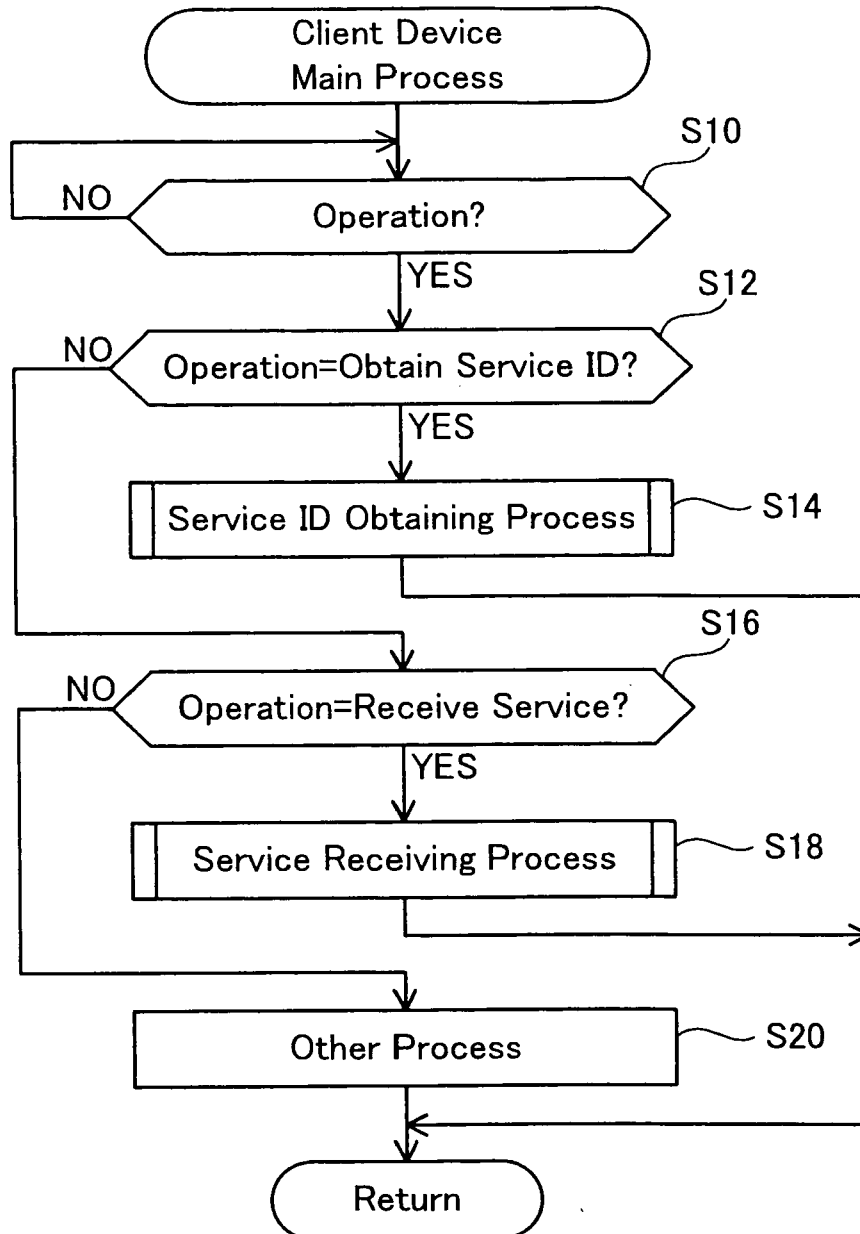 Client Device
Main Process
S10
NO
Operation?
YES
S12
NO
Operation=Obtain Service ID?
YES
Service ID Obtaining Process
S14
S16
NO
Operation=Receive Service?
YES
Service Receiving Process
S18
Other Process
S20
Return